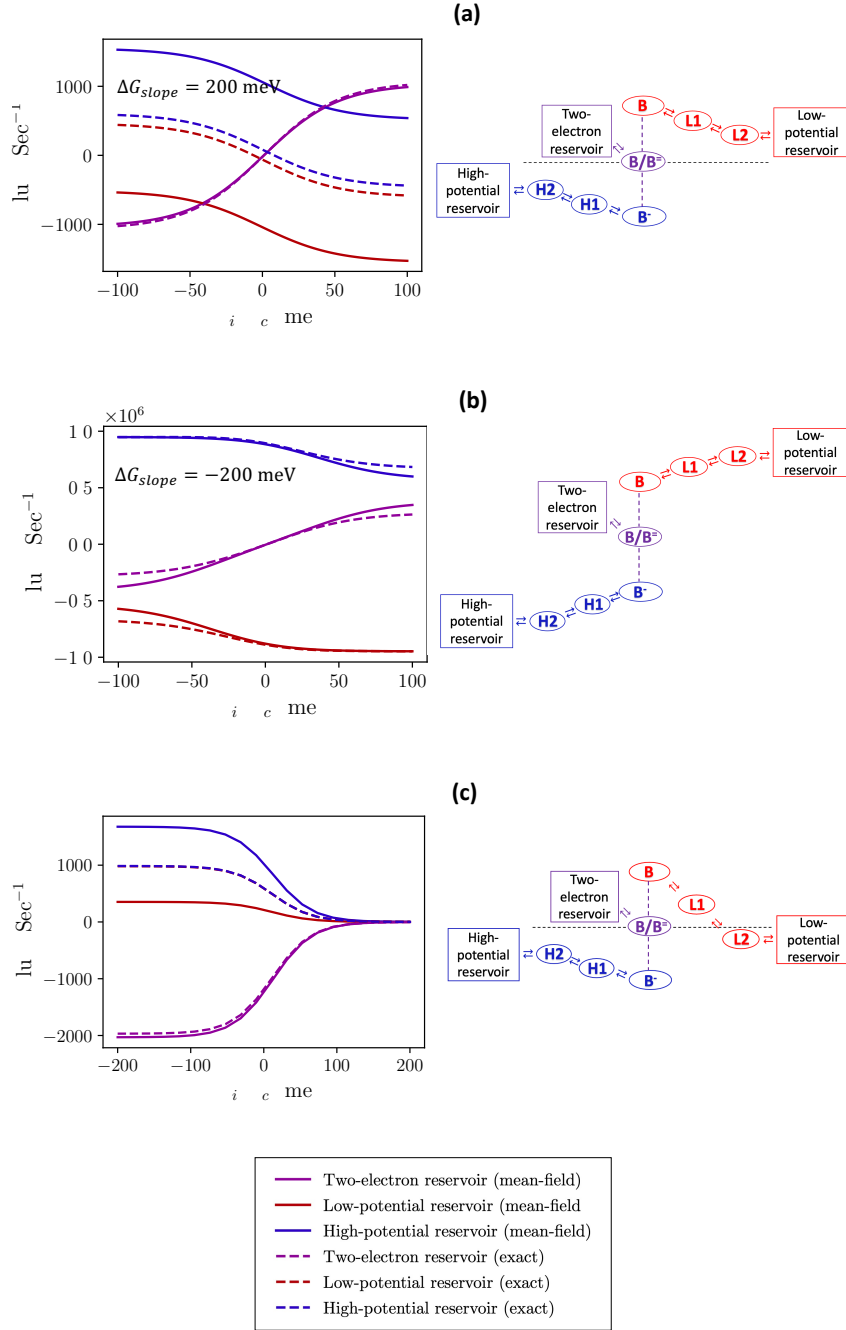 (a)
lu Sec⁻¹
1000
0
−1000
ΔG_slope = 200 meV
−100 −50 0 50 100
i c me
Two-
electron
reservoir
High-
potential
reservoir
Low-
potential
reservoir
B
L1
L2
B/B⁼
H2
H1
B⁻
(b)
×10⁶
lu Sec⁻¹
1 0
0 5
0 0
−0 5
−1 0
ΔG_slope = −200 meV
−100 −50 0 50 100
i c me
Low-
potential
reservoir
Two-
electron
reservoir
High-
potential
reservoir
B
L1
L2
B/B⁼
H2
H1
B⁻
(c)
lu Sec⁻¹
1000
0
−1000
−2000
−200 −100 0 100 200
i c me
Two-
electron
reservoir
High-
potential
reservoir
Low-
potential
reservoir
B
L1
L2
B/B⁼
H2
H1
B⁻
Two-electron reservoir (mean-field)
Low-potential reservoir (mean-field
High-potential reservoir (mean-field)
Two-electron reservoir (exact)
Low-potential reservoir (exact)
High-potential reservoir (exact)